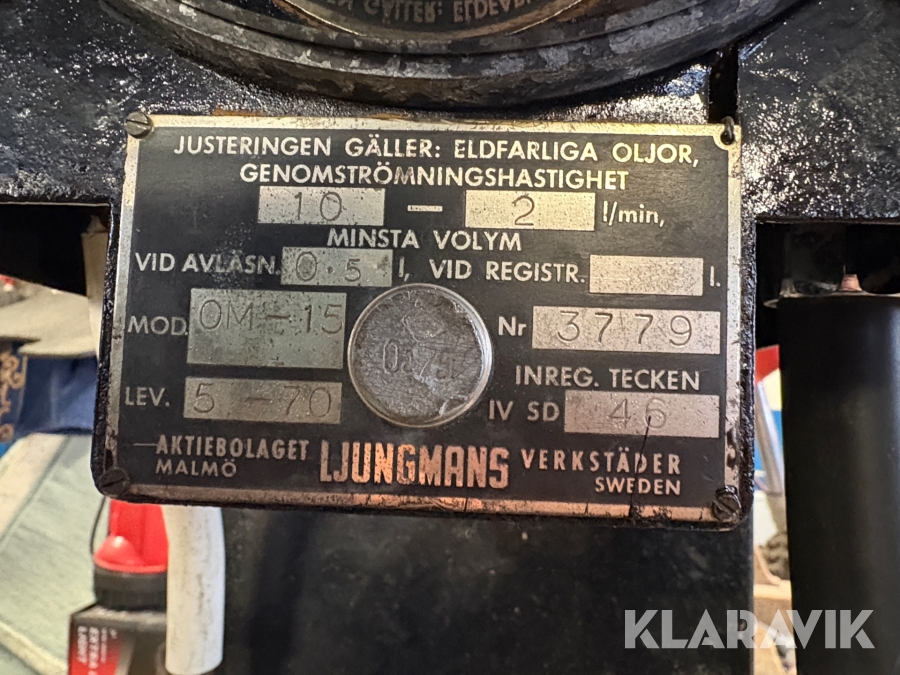 JUSTERINGEN GÄLLER: ELDFARLIGA OLJOR,
GENOMSTRÖMNINGSHASTIGHET
10 — 2 l/min,
MINSTA VOLYM
VID AVLÄSN. 0.5 l, VID REGISTR. l.
MOD. OM-15 Nr 3779
INREG. TECKEN
LEV. 5-70 IV SD 46
AKTIEBOLAGET LJUNGMANS VERKSTÄDER
MALMÖ SWEDEN
KLARAVIK